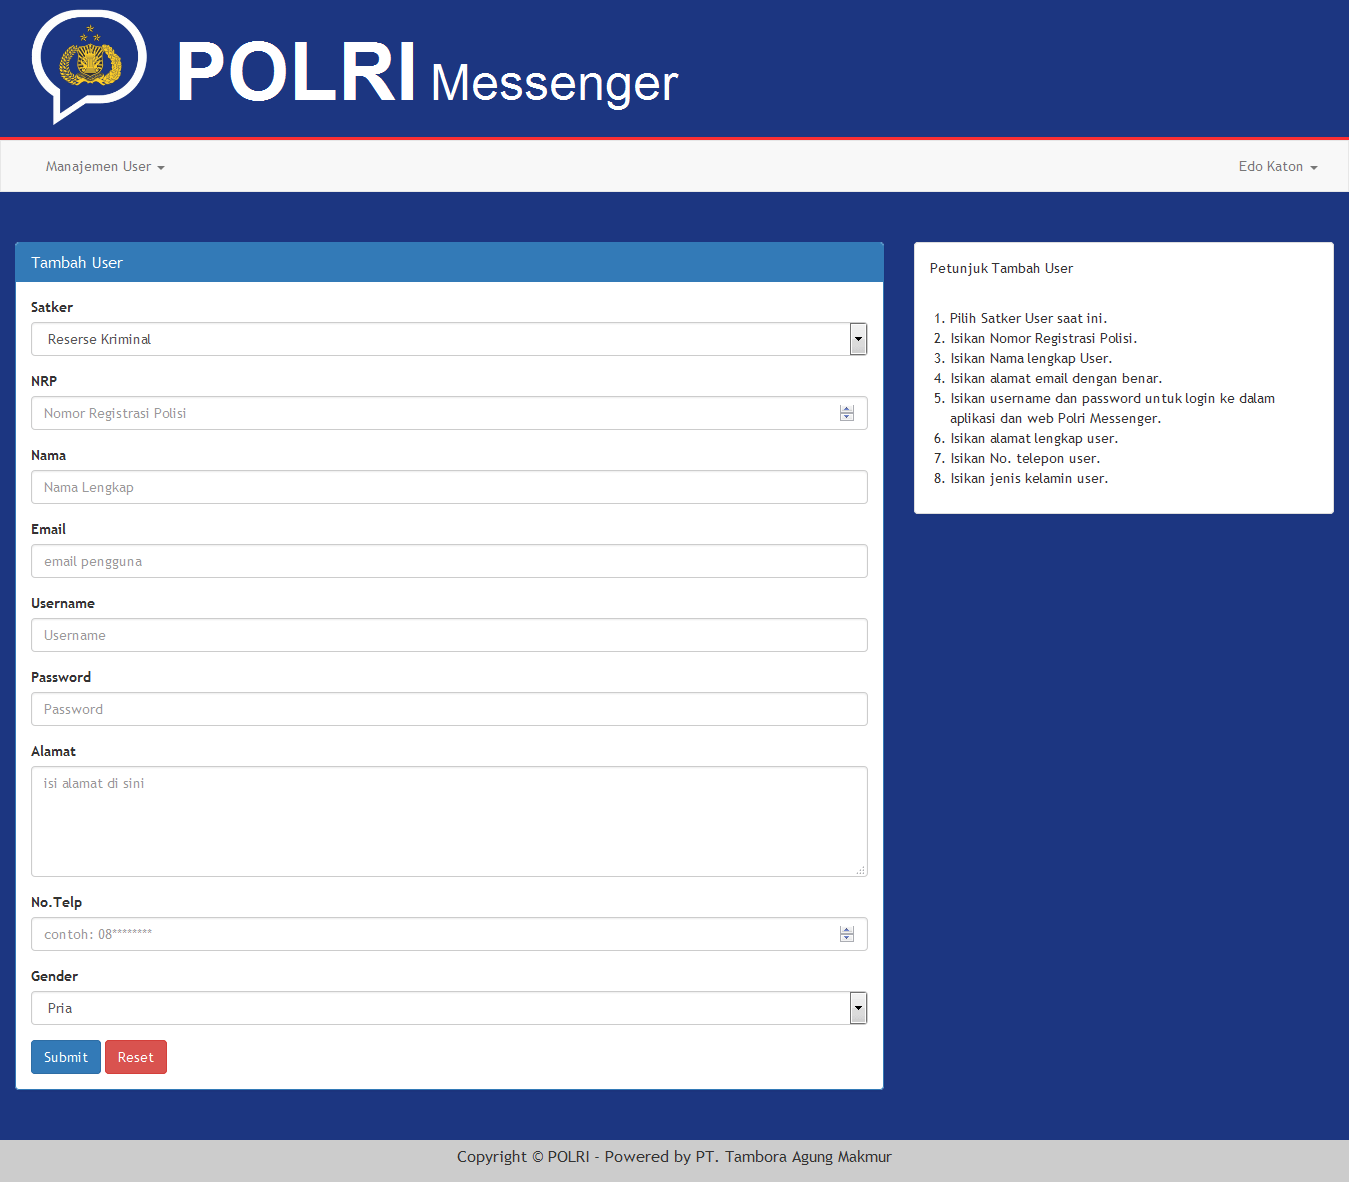 POLRI Messenger
Manajemen User
Edo Katon
Tambah User
Satker
Reserse Kriminal
NRP
Nomor Registrasi Polisi
Nama
Nama Lengkap
Email
email pengguna
Username
Username
Password
Password
Alamat
isi alamat di sini
No.Telp
contoh: 08********
Gender
Pria
Submit
Reset
Petunjuk Tambah User
1. Pilih Satker User saat ini.
2. Isikan Nomor Registrasi Polisi.
3. Isikan Nama lengkap User.
4. Isikan alamat email dengan benar.
5. Isikan username dan password untuk login ke dalam
aplikasi dan web Polri Messenger.
6. Isikan alamat lengkap user.
7. Isikan No. telepon user.
8. Isikan jenis kelamin user.
Copyright © POLRI - Powered by PT. Tambora Agung Makmur